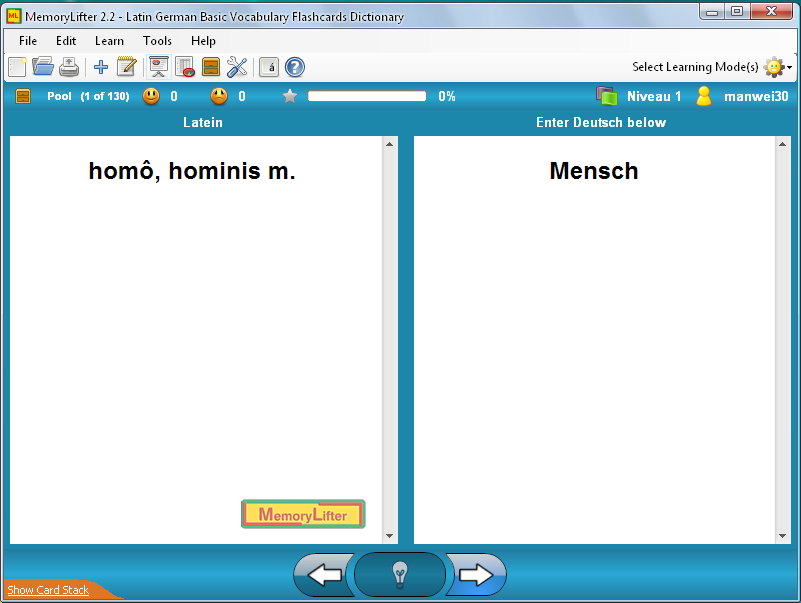 MemoryLifter 2.2 - Latin German Basic Vocabulary Flashcards Dictionary
File Edit Learn Tools Help
á ? Select Learning Mode(s)
Pool (1 of 130) 0 0 0% Niveau 1 manwei30
Latein Enter Deutsch below
homô, hominis m. Mensch
MemoryLifter
Show Card Stack